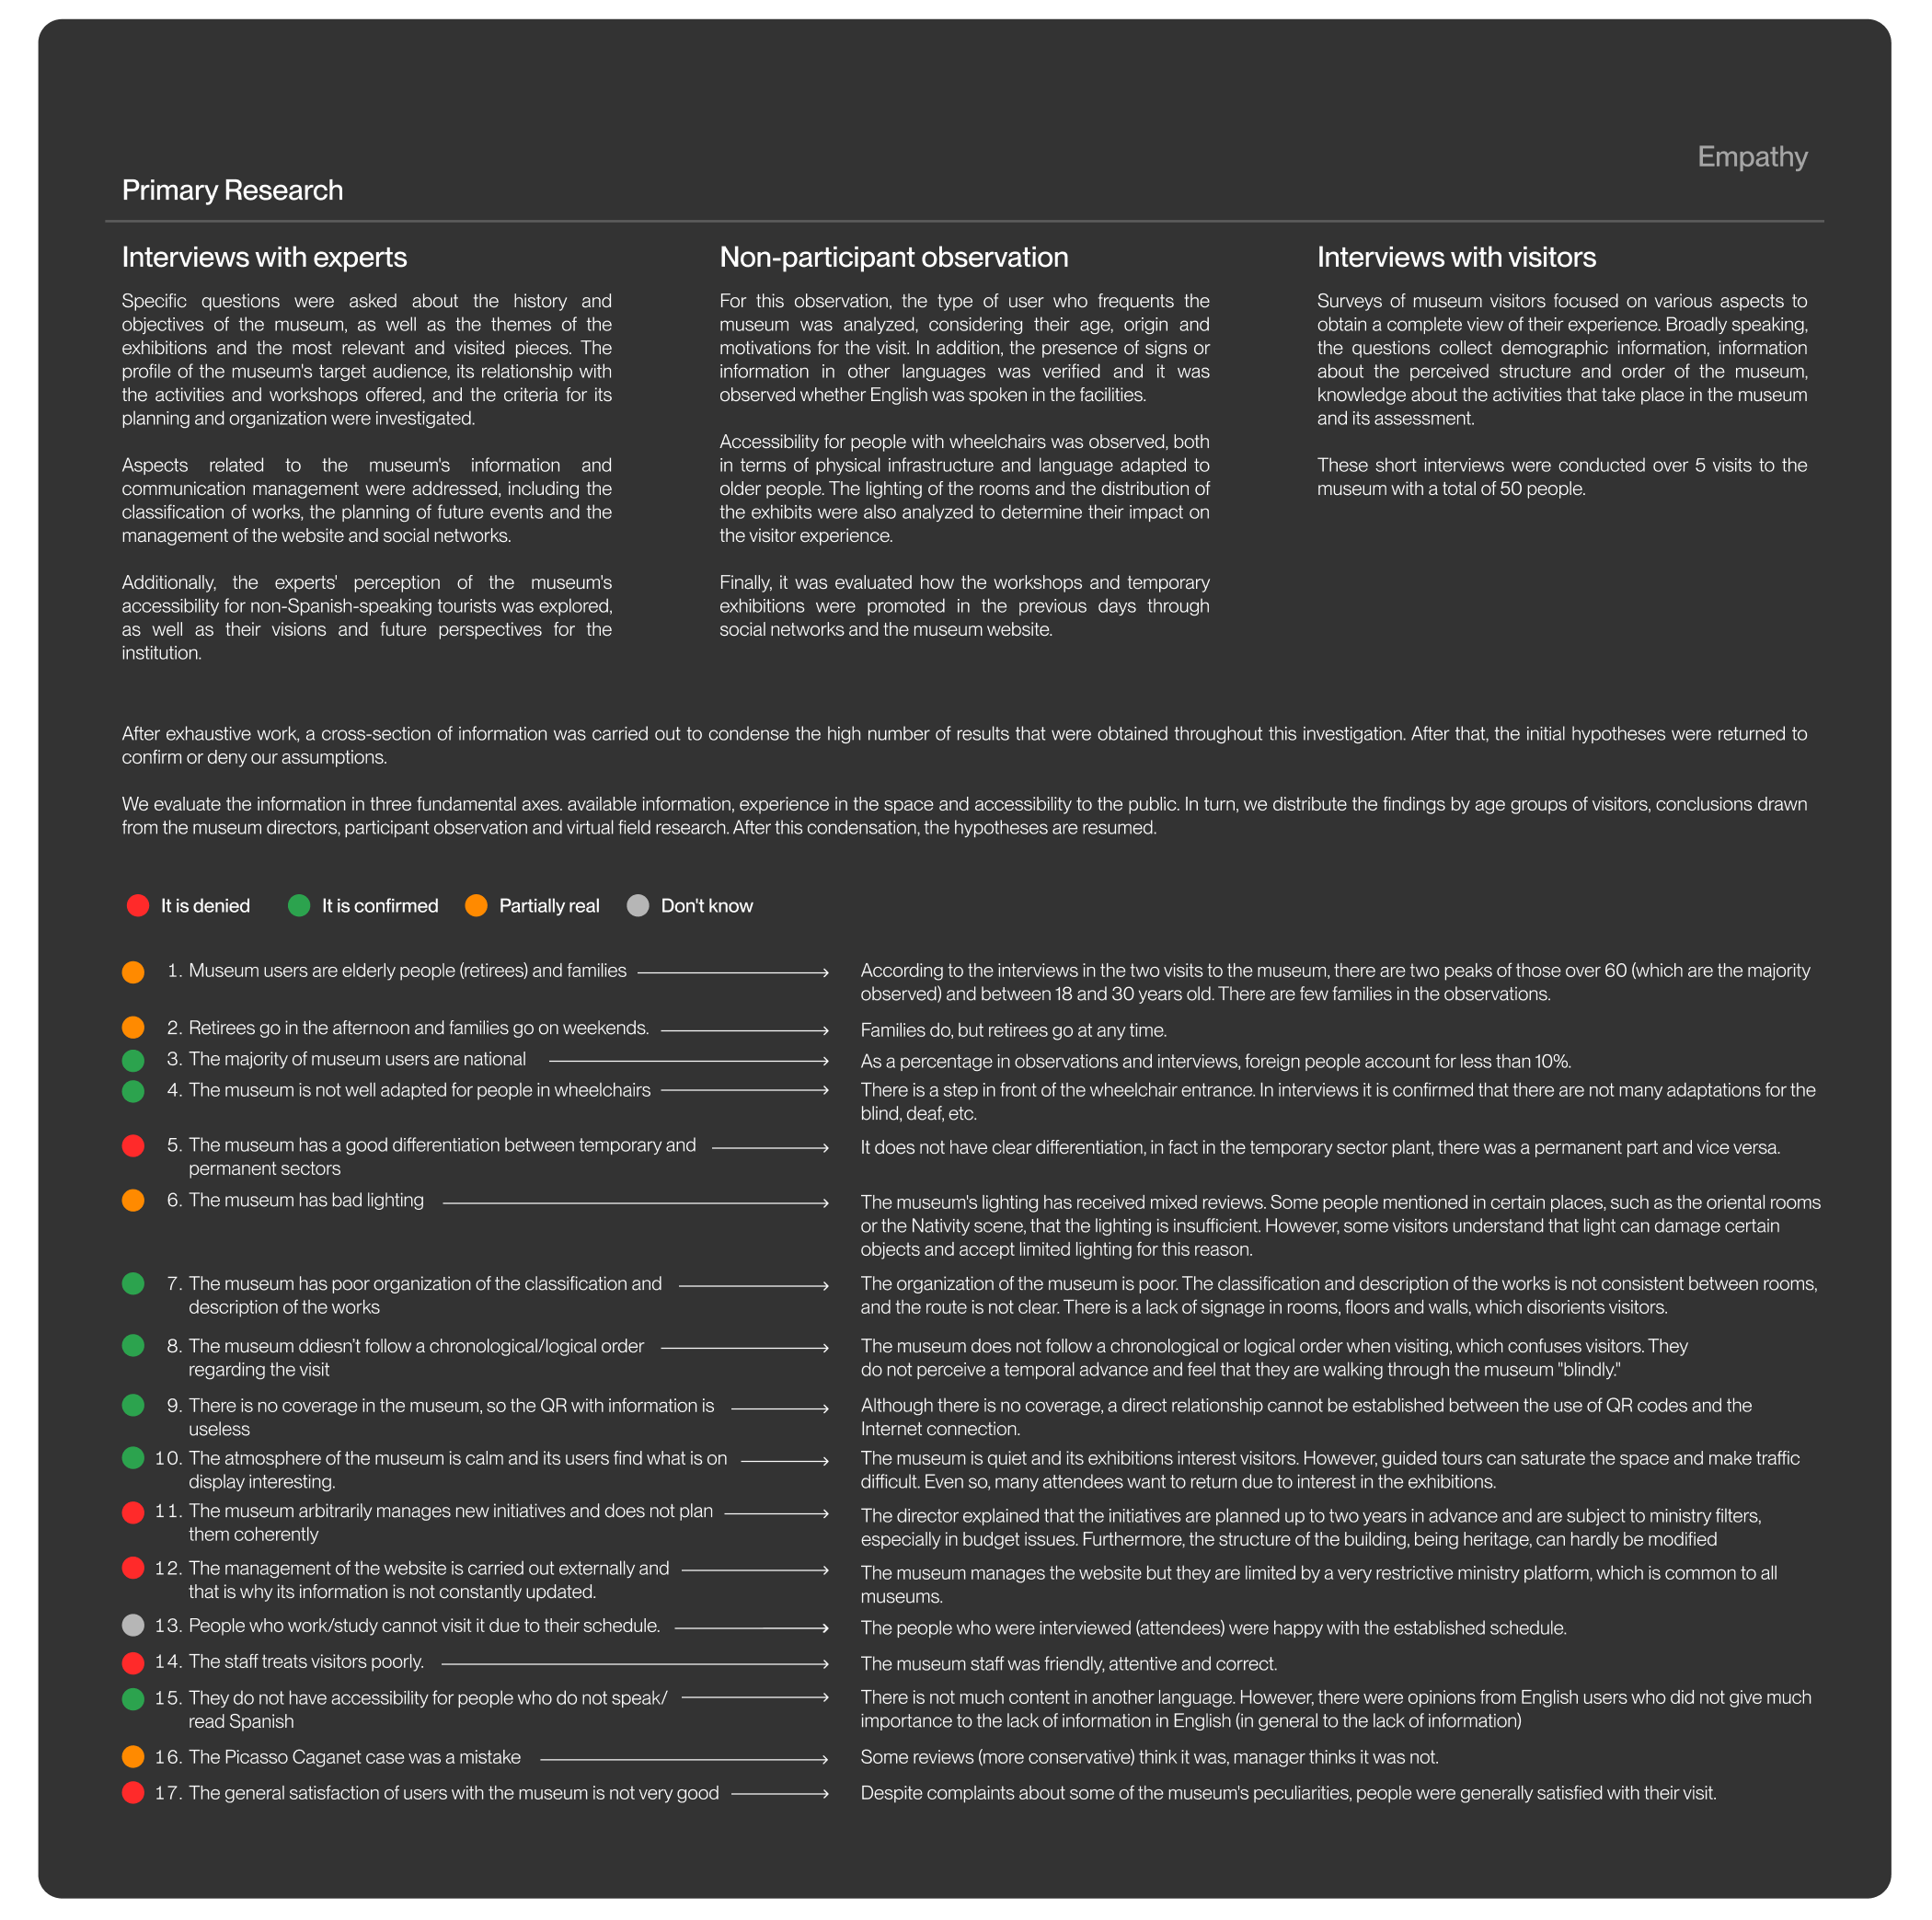 Empathy
Primary Research
Interviews with experts
Specific questions were asked about the history and
objectives of the museum, as well as the themes of the
exhibitions and the most relevant and visited pieces. The
profile of the museum's target audience, its relationship with
the activities and workshops offered, and the criteria for its
planning and organization were investigated.
Aspects related to the museum's information and
communication management were addressed, including the
classification of works, the planning of future events and the
management of the website and social networks.
Additionally, the experts' perception of the museum's
accessibility for non-Spanish-speaking tourists was explored,
as well as their visions and future perspectives for the
institution.
Non-participant observation
For this observation, the type of user who frequents the
museum was analyzed, considering their age, origin and
motivations for the visit. In addition, the presence of signs or
information in other languages was verified and it was
observed whether English was spoken in the facilities.
Accessibility for people with wheelchairs was observed, both
in terms of physical infrastructure and language adapted to
older people. The lighting of the rooms and the distribution of
the exhibits were also analyzed to determine their impact on
the visitor experience.
Finally, it was evaluated how the workshops and temporary
exhibitions were promoted in the previous days through
social networks and the museum website.
Interviews with visitors
Surveys of museum visitors focused on various aspects to
obtain a complete view of their experience. Broadly speaking,
the questions collect demographic information, information
about the perceived structure and order of the museum,
knowledge about the activities that take place in the museum
and its assessment.
These short interviews were conducted over 5 visits to the
museum with a total of 50 people.
After exhaustive work, a cross-section of information was carried out to condense the high number of results that were obtained throughout this investigation. After that, the initial hypotheses were returned to
confirm or deny our assumptions.
We evaluate the information in three fundamental axes. available information, experience in the space and accessibility to the public. In turn, we distribute the findings by age groups of visitors, conclusions drawn
from the museum directors, participant observation and virtual field research. After this condensation, the hypotheses are resumed.
It is denied
It is confirmed
Partially real
Don't know
1. Museum users are elderly people (retirees) and families
According to the interviews in the two visits to the museum, there are two peaks of those over 60 (which are the majority
observed) and between 18 and 30 years old. There are few families in the observations.
2. Retirees go in the afternoon and families go on weekends.
Families do, but retirees go at any time.
3. The majority of museum users are national
As a percentage in observations and interviews, foreign people account for less than 10%.
4. The museum is not well adapted for people in wheelchairs
There is a step in front of the wheelchair entrance. In interviews it is confirmed that there are not many adaptations for the
blind, deaf, etc.
5. The museum has a good differentiation between temporary and
permanent sectors
It does not have clear differentiation, in fact in the temporary sector plant, there was a permanent part and vice versa.
6. The museum has bad lighting
The museum's lighting has received mixed reviews. Some people mentioned in certain places, such as the oriental rooms
or the Nativity scene, that the lighting is insufficient. However, some visitors understand that light can damage certain
objects and accept limited lighting for this reason.
7. The museum has poor organization of the classification and
description of the works
The organization of the museum is poor. The classification and description of the works is not consistent between rooms,
and the route is not clear. There is a lack of signage in rooms, floors and walls, which disorients visitors.
8. The museum ddiesn't follow a chronological/logical order
regarding the visit
The museum does not follow a chronological or logical order when visiting, which confuses visitors. They
do not perceive a temporal advance and feel that they are walking through the museum "blindly."
9. There is no coverage in the museum, so the QR with information is
useless
Although there is no coverage, a direct relationship cannot be established between the use of QR codes and the
Internet connection.
10. The atmosphere of the museum is calm and its users find what is on
display interesting.
The museum is quiet and its exhibitions interest visitors. However, guided tours can saturate the space and make traffic
difficult. Even so, many attendees want to return due to interest in the exhibitions.
11. The museum arbitrarily manages new initiatives and does not plan
them coherently
The director explained that the initiatives are planned up to two years in advance and are subject to ministry filters,
especially in budget issues. Furthermore, the structure of the building, being heritage, can hardly be modified
12. The management of the website is carried out externally and
that is why its information is not constantly updated.
The museum manages the website but they are limited by a very restrictive ministry platform, which is common to all
museums.
13. People who work/study cannot visit it due to their schedule.
The people who were interviewed (attendees) were happy with the established schedule.
14. The staff treats visitors poorly.
The museum staff was friendly, attentive and correct.
15. They do not have accessibility for people who do not speak/
read Spanish
There is not much content in another language. However, there were opinions from English users who did not give much
importance to the lack of information in English (in general to the lack of information)
16. The Picasso Caganet case was a mistake
Some reviews (more conservative) think it was, manager thinks it was not.
17. The general satisfaction of users with the museum is not very good
Despite complaints about some of the museum's peculiarities, people were generally satisfied with their visit.